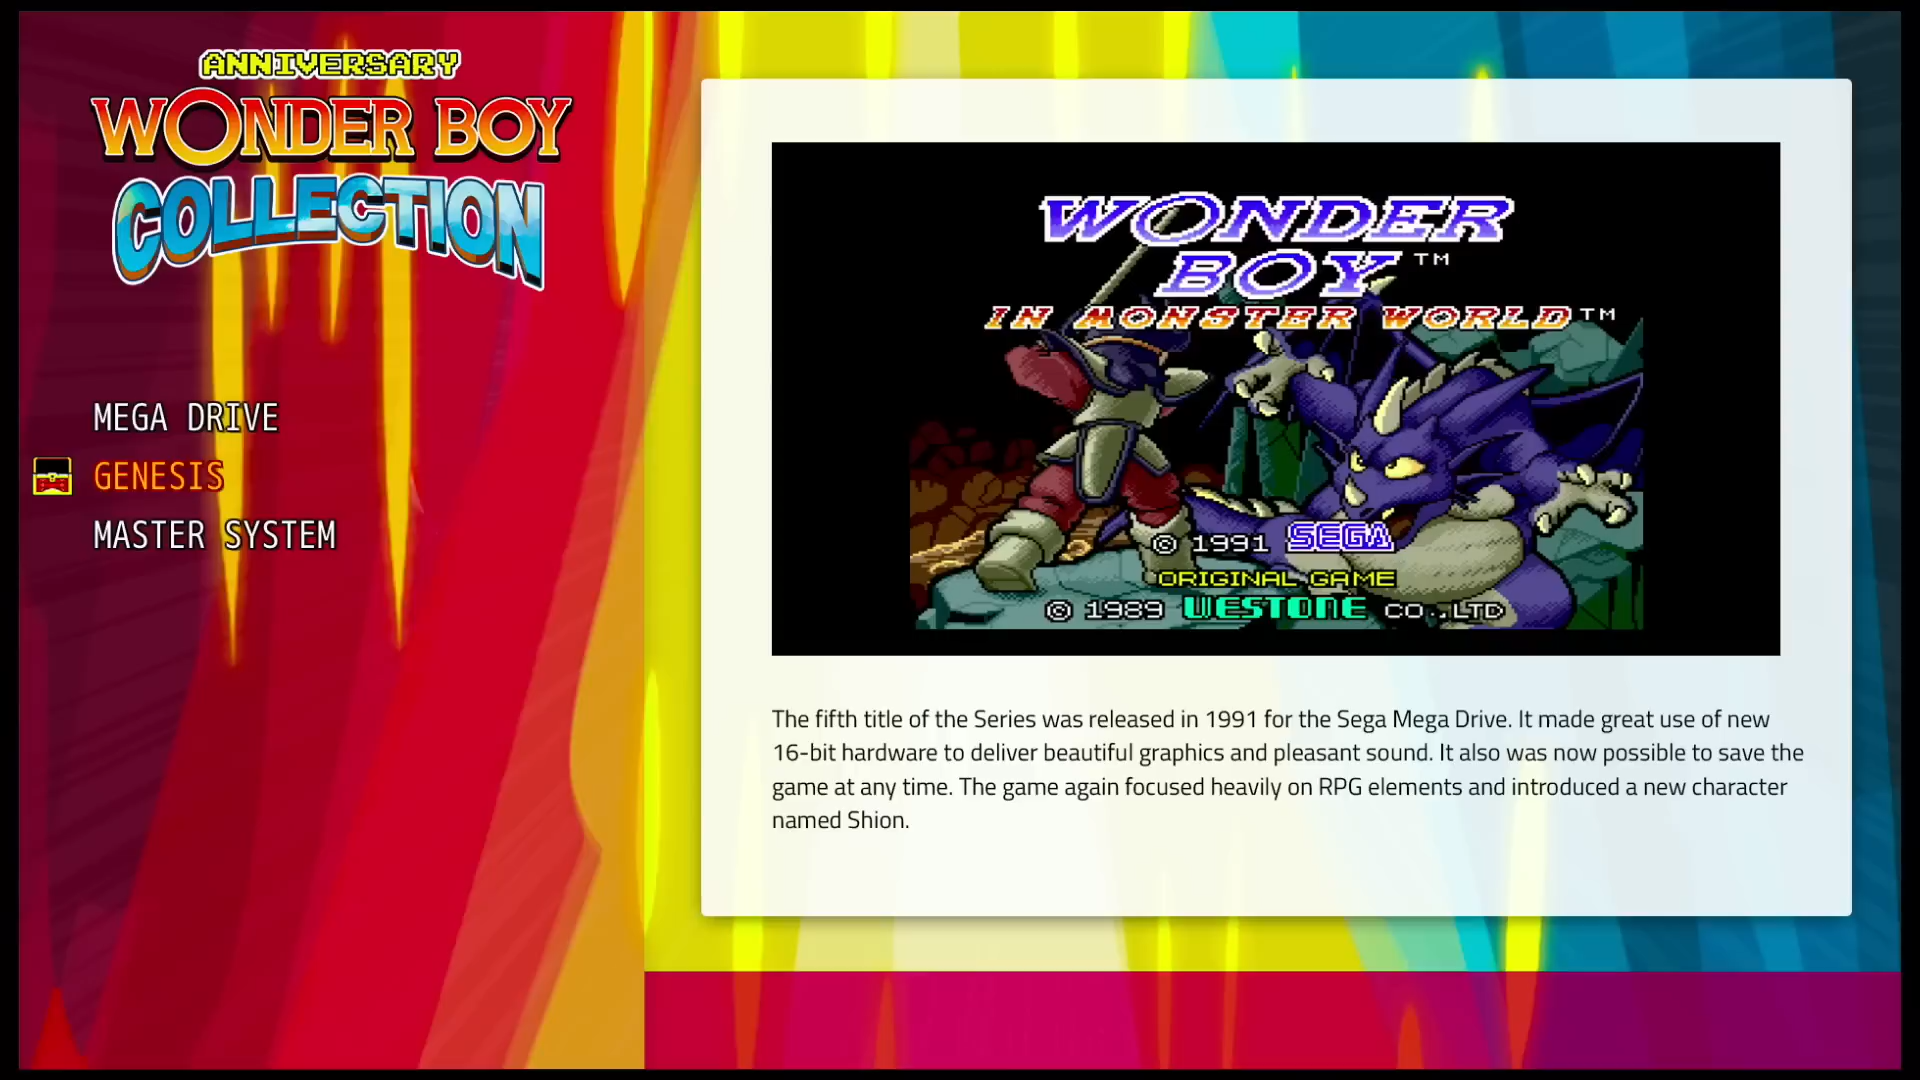 ANNIVERSARY
WONDER BOY
COLLECTION
MEGA DRIVE
GENESIS
MASTER SYSTEM
WONDER
BOY™
IN MONSTER WORLD™
© 1991 SEGA
ORIGINAL GAME
© 1989 WESTONE CO.,LTD
The fifth title of the Series was released in 1991 for the Sega Mega Drive. It made great use of new
16-bit hardware to deliver beautiful graphics and pleasant sound. It also was now possible to save the
game at any time. The game again focused heavily on RPG elements and introduced a new character
named Shion.